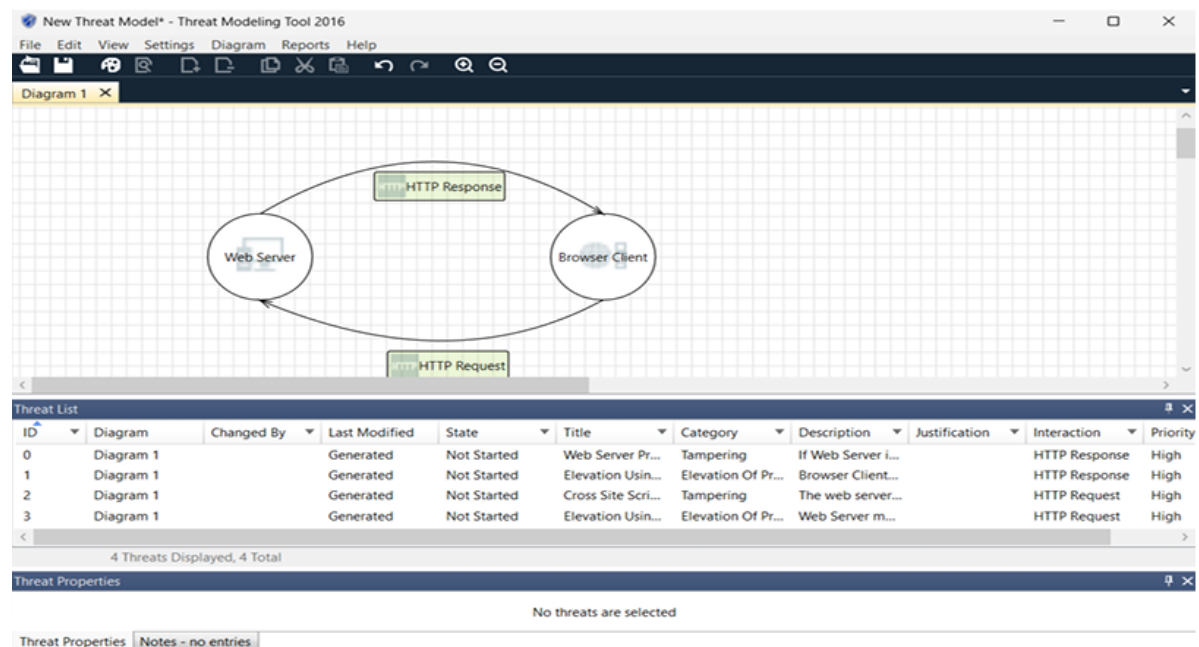 New Threat Model* - Threat Modeling Tool 2016
File Edit View Settings Diagram Reports Help
Diagram 1
HTTP Response
Web Server
Browser Client
HTTP Request
Threat List
ID Diagram Changed By Last Modified State Title Category Description Justification Interaction Priority
0 Diagram 1 Generated Not Started Web Server Pr... Tampering If Web Server i... HTTP Response High
1 Diagram 1 Generated Not Started Elevation Usin... Elevation Of Pr... Browser Client... HTTP Response High
2 Diagram 1 Generated Not Started Cross Site Scri... Tampering The web server... HTTP Request High
3 Diagram 1 Generated Not Started Elevation Usin... Elevation Of Pr... Web Server m... HTTP Request High
4 Threats Displayed, 4 Total
Threat Properties
No threats are selected
Threat Properties Notes - no entries